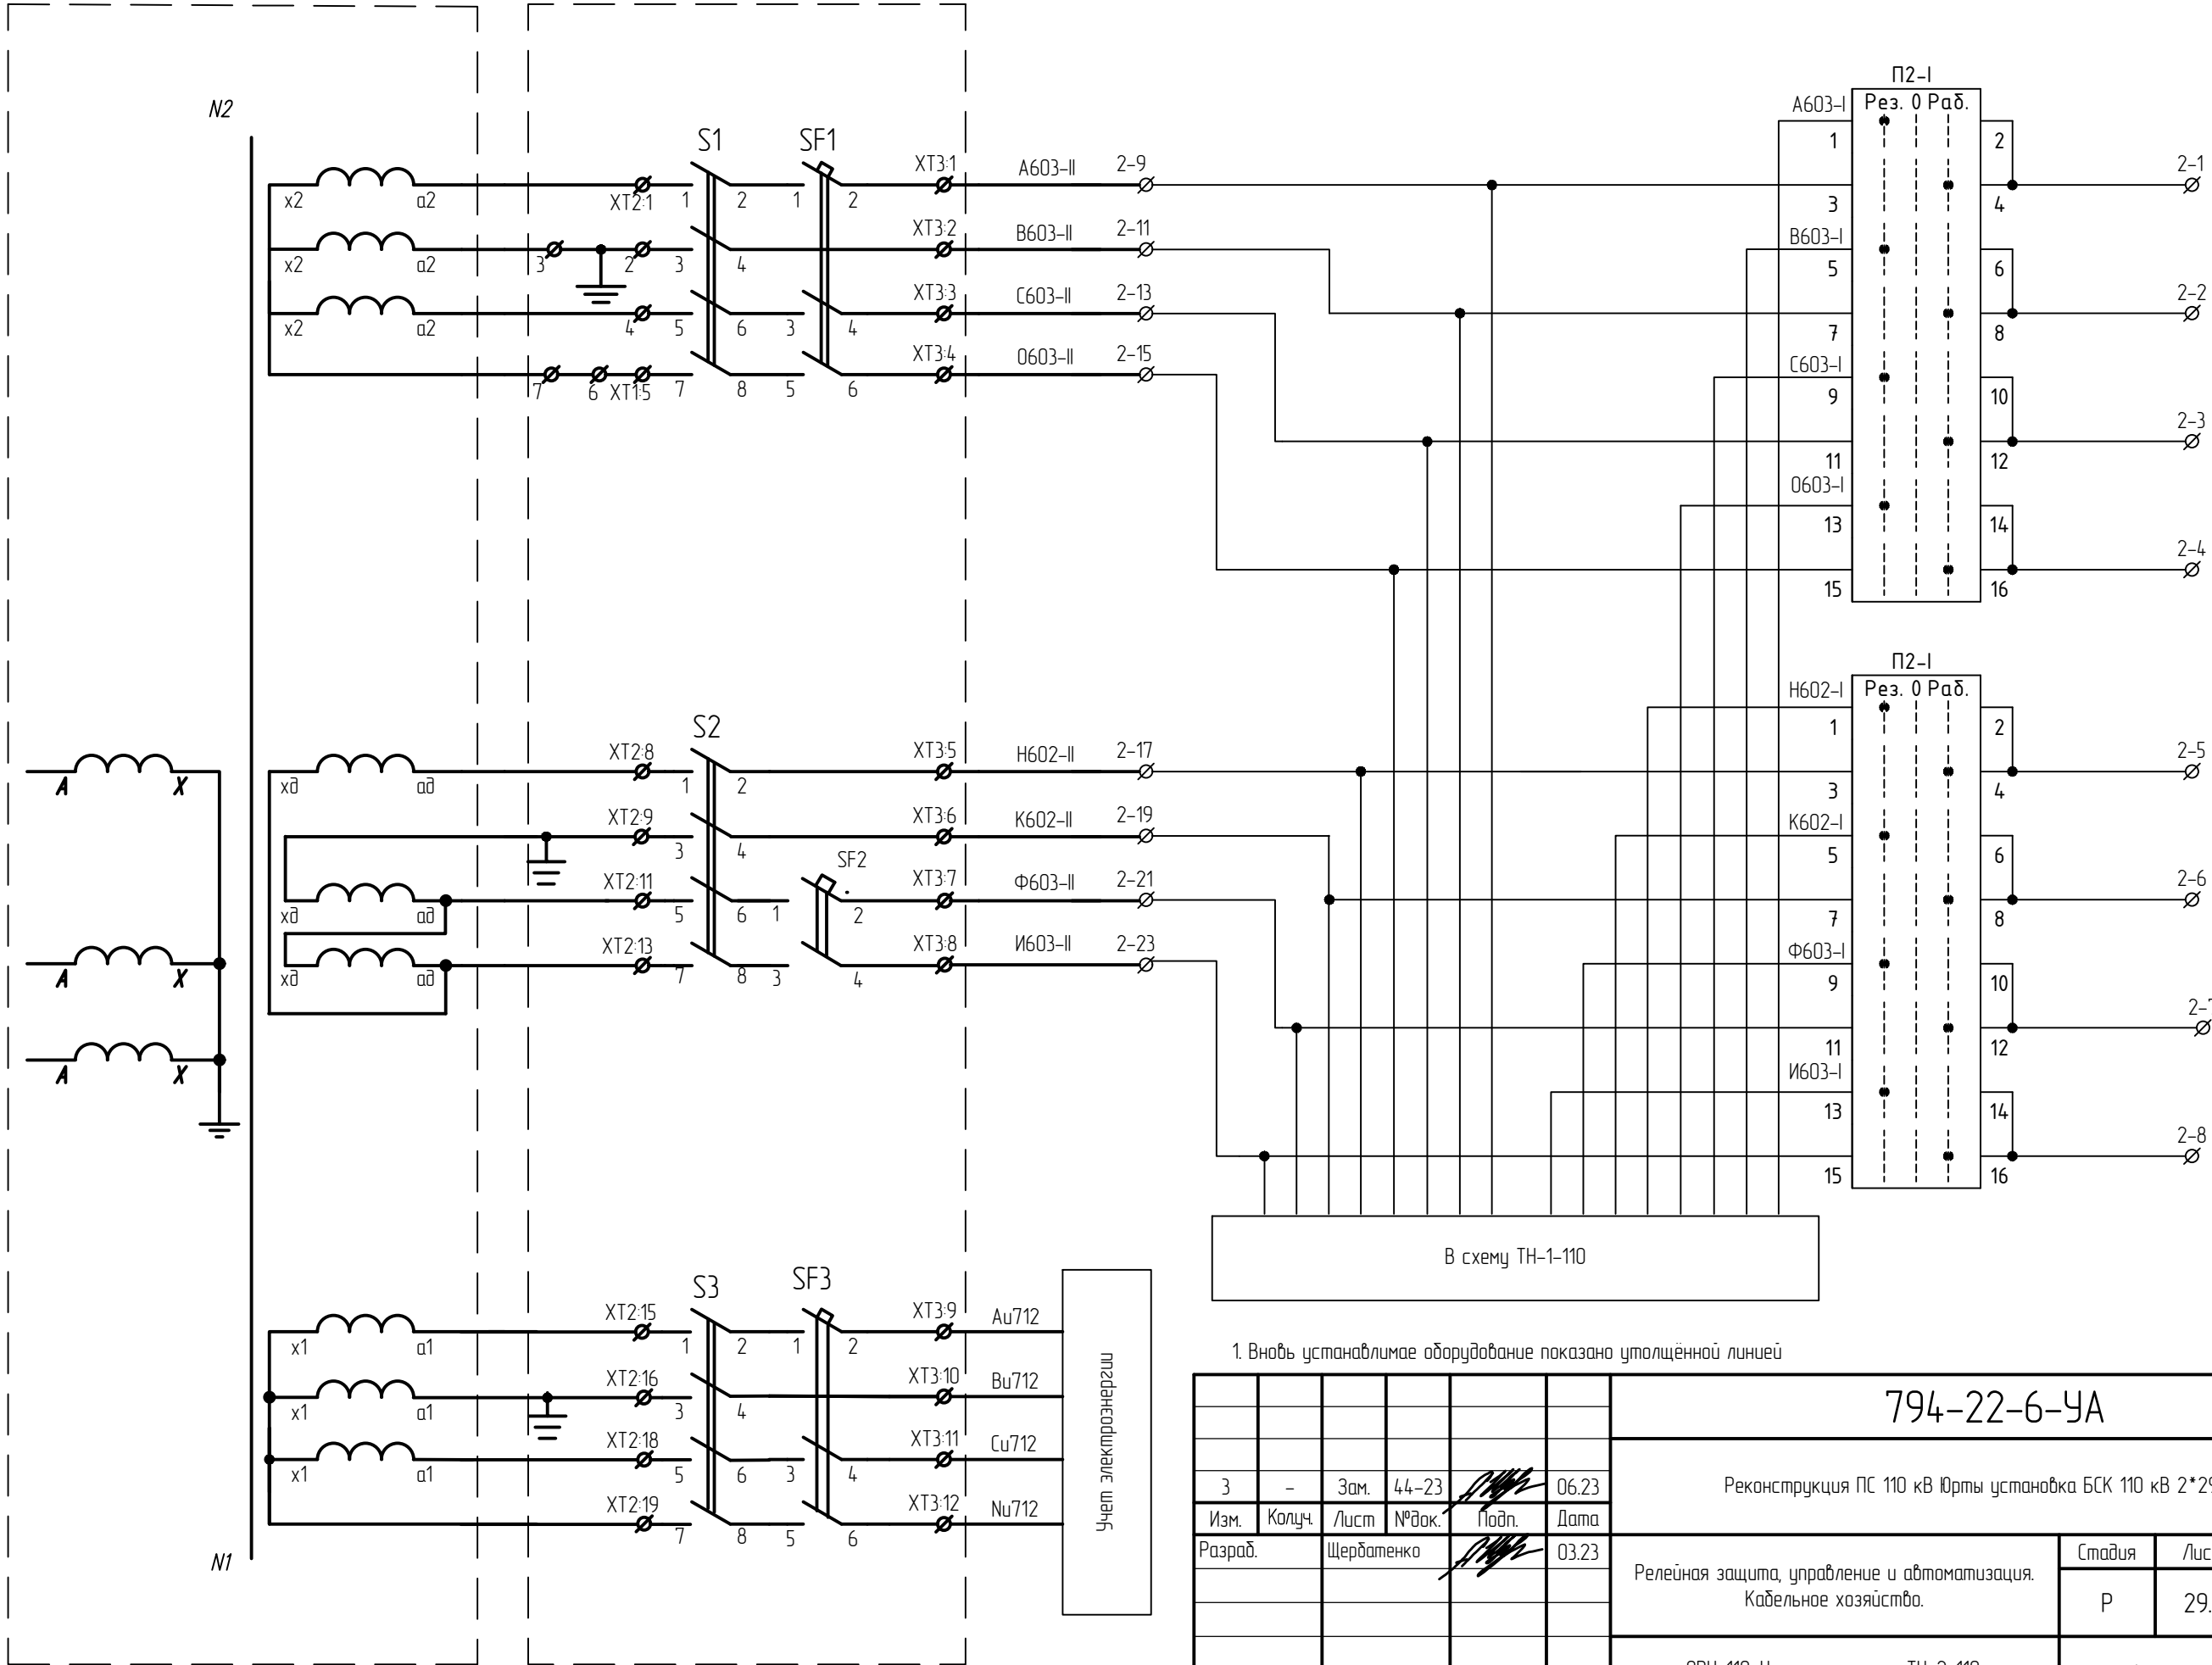 N2
S1 SF1
XT2:1 1 2 1 2 XT3:1 А603-II 2-9
x2 a2
3 2 3 4 XT3:2 В603-II 2-11
x2 a2
4 5 6 3 4 XT3:3 С603-II 2-13
x2 a2
7 6 XT1:5 7 8 5 6 XT3:4 0603-II 2-15
П2-I
Рез. 0 Раб.
А603-I
1 2
2-1
3 4
В603-I
5 6
2-2
7 8
С603-I
9 10
2-3
11 12
0603-I
13 14
2-4
15 16
A X
A X
A X
S2
XT2:8 1 2 XT3:5 Н602-II 2-17
xд aд
XT2:9 3 4 XT3:6 К602-II 2-19
SF2
XT2:11 5 6 1 2 XT3:7 Ф603-II 2-21
xд aд
XT2:13 7 8 3 4 XT3:8 И603-II 2-23
xд aд
П2-I
Рез. 0 Раб.
Н602-I
1 2
2-5
3 4
К602-I
5 6
2-6
7 8
Ф603-I
9 10
11 12
И603-I
13 14
2-8
15 16
В схему ТН-1-110
S3 SF3
XT2:15 1 2 1 2 XT3:9 Au712
x1 a1
XT2:16 3 4 XT3:10 Bu712
x1 a1
XT2:18 5 6 3 4 XT3:11 Cu712
x1 a1
XT2:19 7 8 5 6 XT3:12 Nu712
Учет электроэнергии
N1
1. Вновь устанавлимае оборудование показано утолщённой линией
794-22-6-УА
3 - Зам. 44-23 06.23
Изм. Колуч. Лист №док. Подп. Дата
Реконструкция ПС 110 кВ Юрты установка БСК 110 кВ 2*2
Разраб. Щербатенко 03.23
Релейная защита, управление и автоматизация.
Кабельное хозяйство.
Стадия
Р 29.